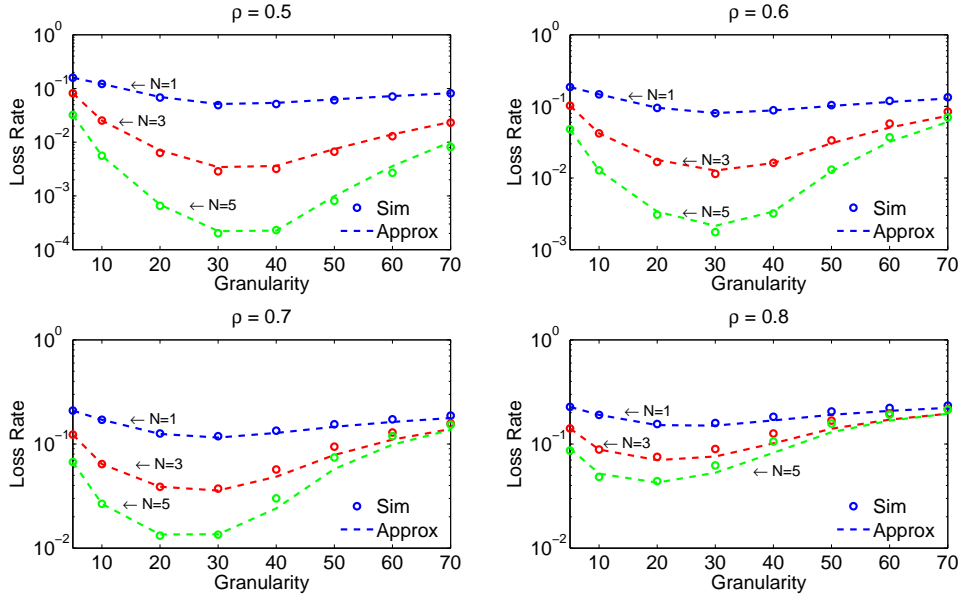 ρ = 0.5
Loss Rate
10^0
10^-1
10^-2
10^-3
10^-4
← N=1
← N=3
← N=5
Sim
Approx
10 20 30 40 50 60 70
Granularity
ρ = 0.6
Loss Rate
10^0
10^-1
10^-2
10^-3
← N=1
← N=3
← N=5
Sim
Approx
10 20 30 40 50 60 70
Granularity
ρ = 0.7
Loss Rate
10^0
10^-1
10^-2
← N=1
← N=3
← N=5
Sim
Approx
10 20 30 40 50 60 70
Granularity
ρ = 0.8
Loss Rate
10^0
10^-1
10^-2
← N=1
← N=3
← N=5
Sim
Approx
10 20 30 40 50 60 70
Granularity